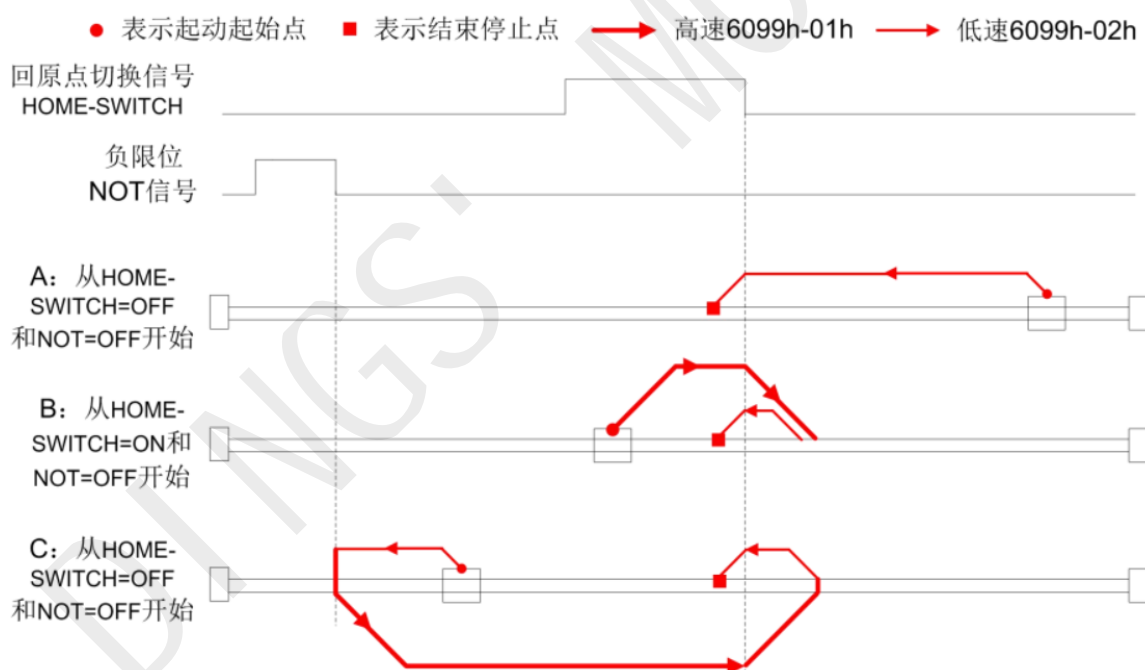 表示起动起始点 表示结束停止点 高速6099h-01h 低速6099h-02h
回原点切换信号
HOME-SWITCH
负限位
NOT信号
A：从HOME-
SWITCH=OFF
和NOT=OFF开始
B：从HOME-
SWITCH=ON和
NOT=OFF开始
C：从HOME-
SWITCH=OFF
和NOT=OFF开始
DINGS' MO